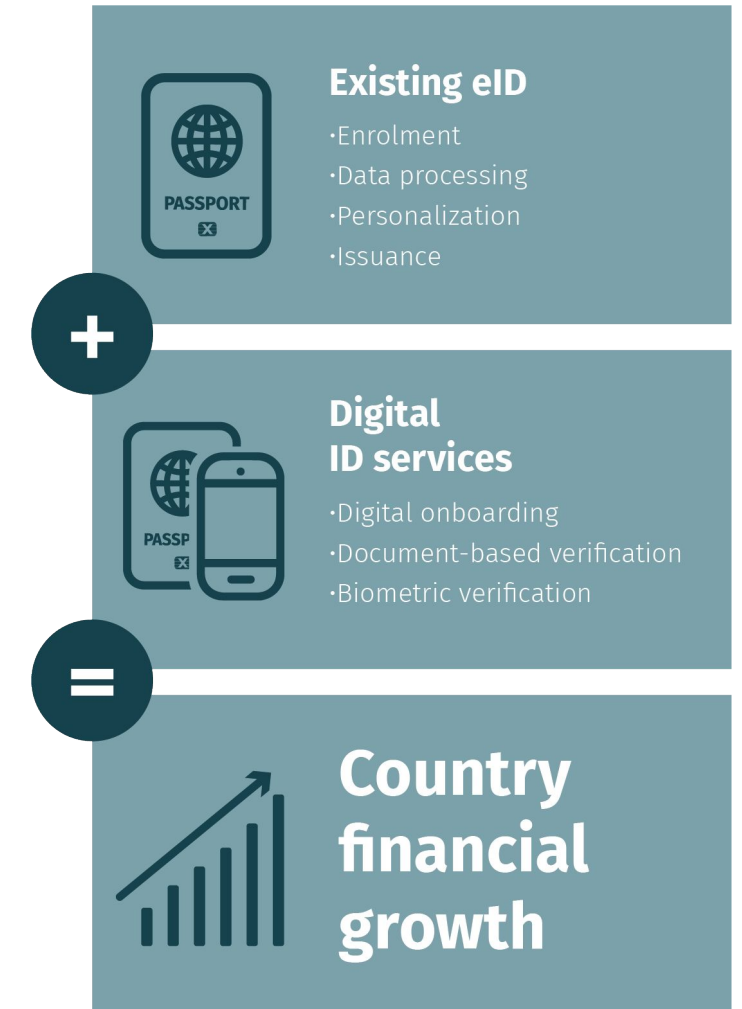 Existing eID
·Enrolment
·Data processing
·Personalization
·Issuance
PASSPORT
+
Digital
ID services
·Digital onboarding
·Document-based verification
·Biometric verification
PASSP
=
Country
financial
growth